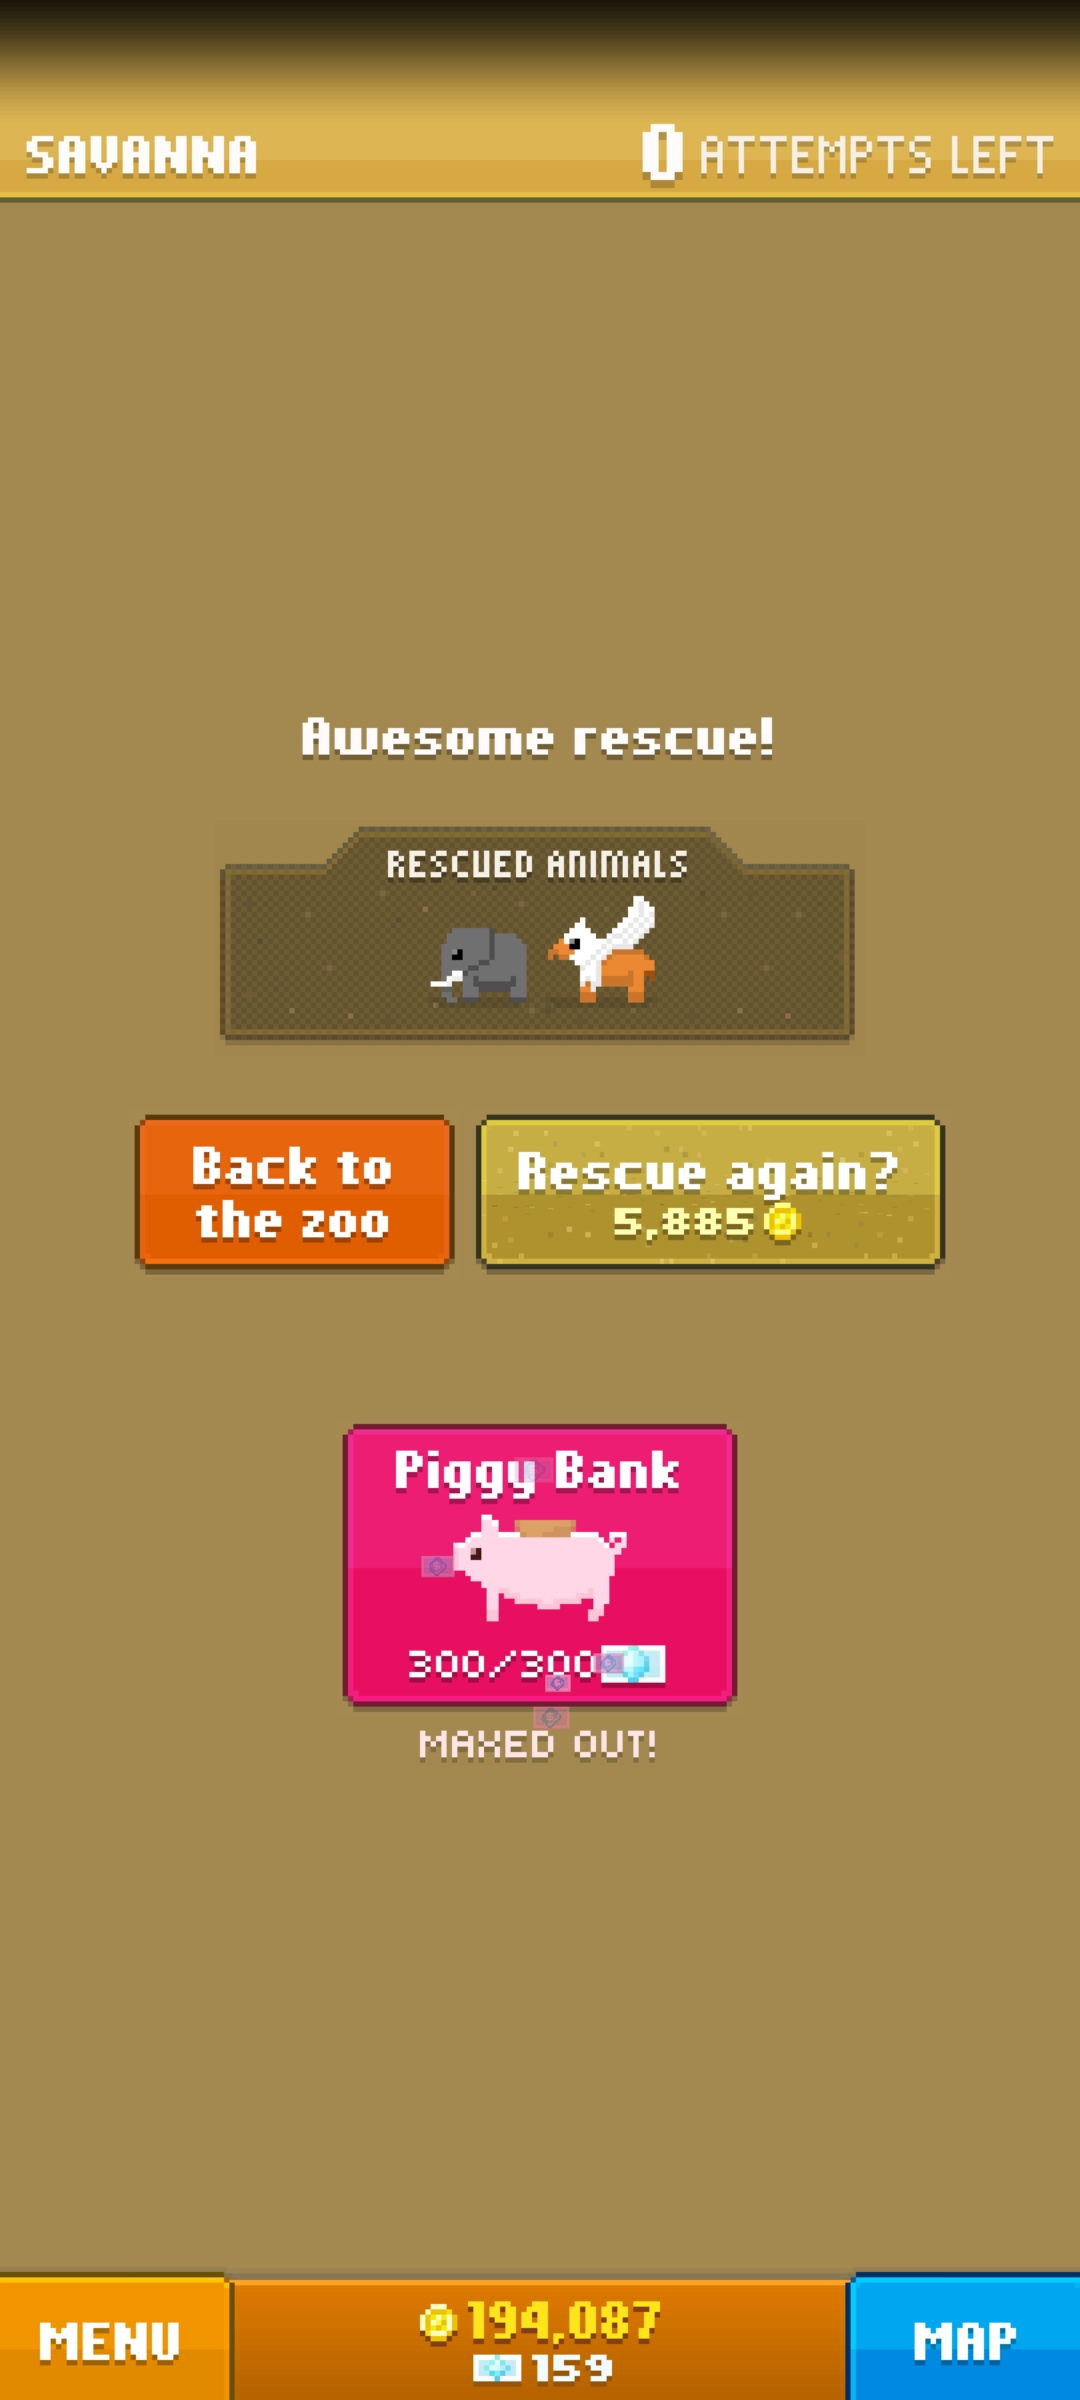 SAVANNA
0 ATTEMPTS LEFT
Awesome rescue!
RESCUED ANIMALS
Back to
the zoo
Rescue again?
5,885
Piggy Bank
300/300
MAXED OUT!
MENU
194,087
159
MAP